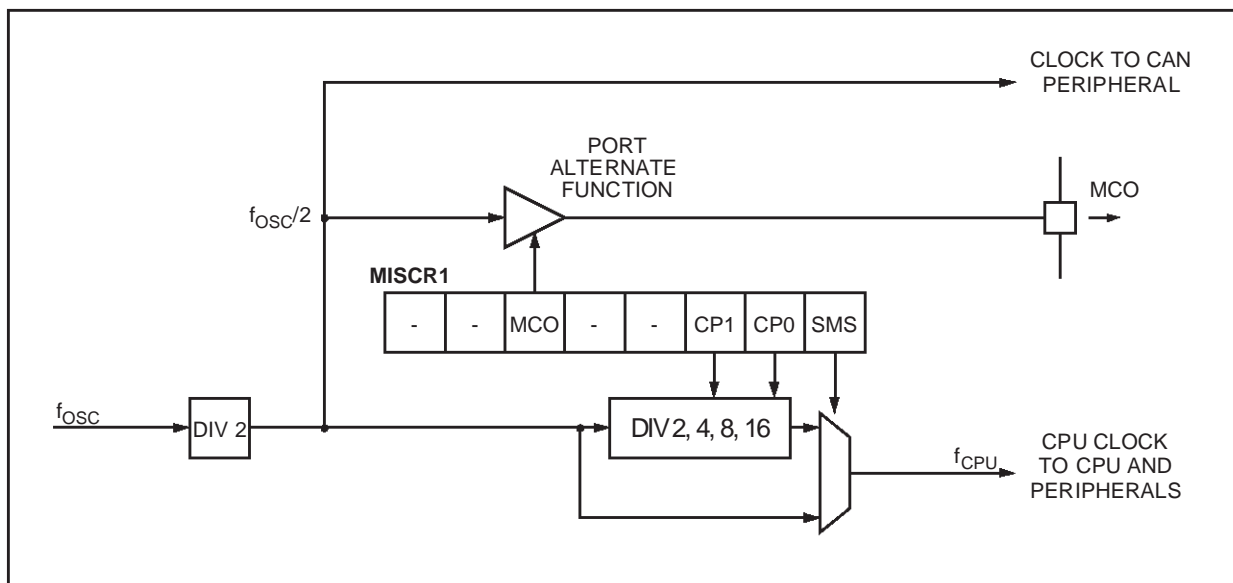 CLOCK TO CAN
PERIPHERAL
PORT
ALTERNATE
FUNCTION
MCO
fOSC/2
MISCR1
- - MCO - - CP1 CP0 SMS
fOSC
DIV 2
DIV 2, 4, 8, 16
fCPU
CPU CLOCK
TO CPU AND
PERIPHERALS